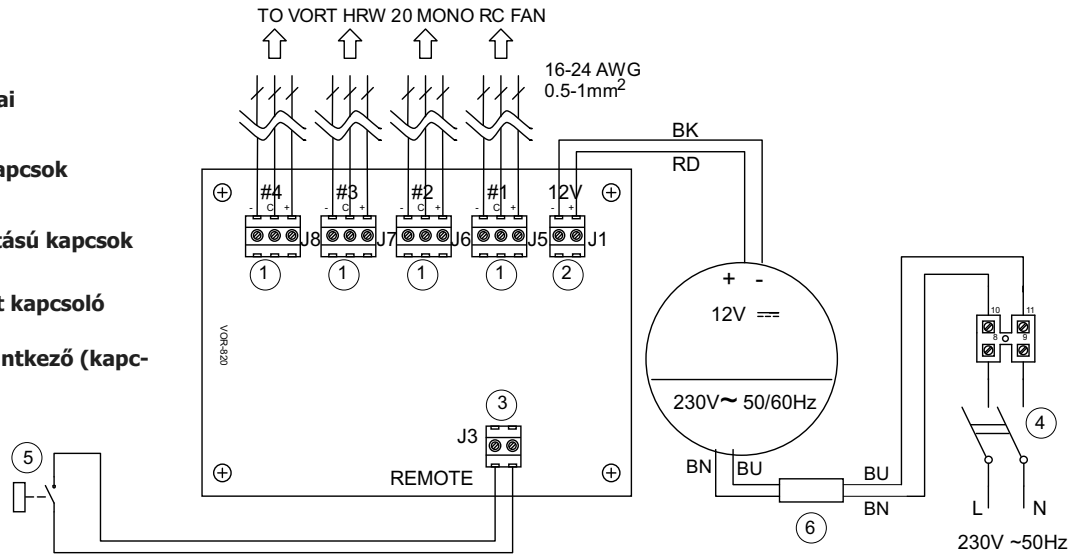 TO VORT HRW 20 MONO RC FAN
16-24 AWG
0.5-1mm²
ai
apcsok
tású kapcsok
t kapcsoló
ntkező (kapc-
BK
RD
#4 #3 #2 #1 12V
- C + - C + - C + - C + - +
J8 J7 J6 J5 J1
1 1 1 1 2
+ -
12V
10 11
8 9
VOR-820
230V~ 50/60Hz
3
4
J3
5
REMOTE
BN BU
BU
BN
6
L N
230V ~50Hz